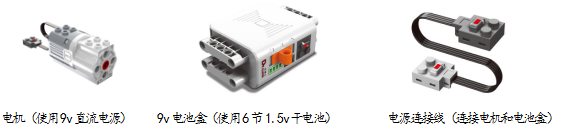 电机 (使用9v直流电源)
9v电池盒 (使用6节1.5v干电池)
电源连接线 (连接电机和电池盒)